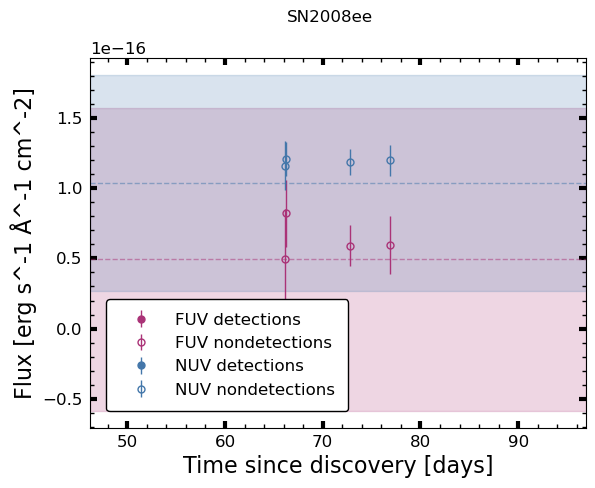 SN2008ee
1e−16
Flux [erg s^-1 Å^-1 cm^-2]
1.5
1.0
0.5
0.0
−0.5
FUV detections
FUV nondetections
NUV detections
NUV nondetections
50 60 70 80 90
Time since discovery [days]